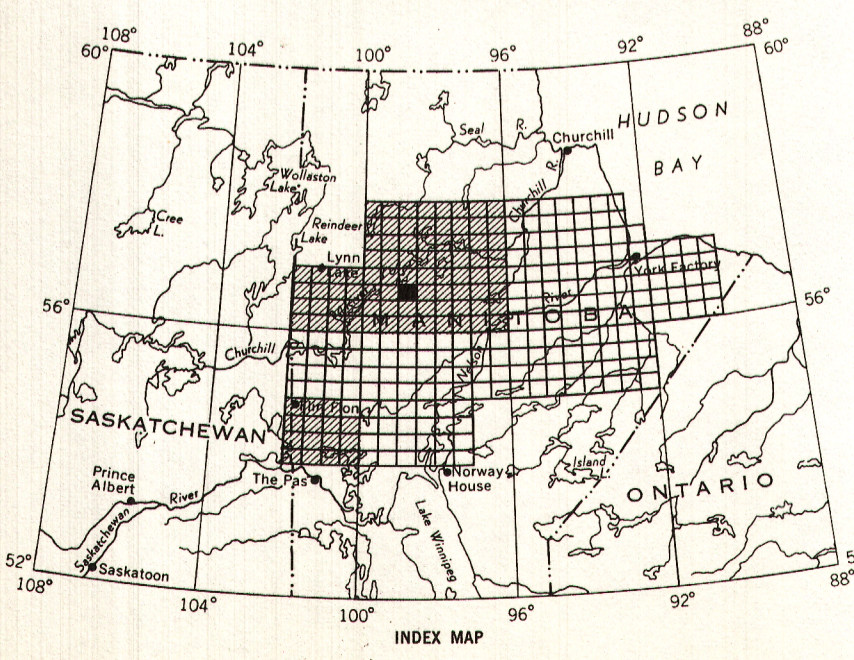 108°
60°
104°
100°
96°
92°
88°
60°
HUDSON
BAY
Seal R.
Churchill
Churchill R.
Wollaston
Lake
Cree
L.
Reindeer
Lake
Lynn
Lake
York Factory
River
56°
56°
MANITOBA
Churchill
Nelson
Flin Flon
SASKATCHEWAN
Prince
Albert
River
The Pas
Norway
House
Island
ONTARIO
Lake Winnipeg
Saskatchewan
Saskatoon
52°
108°
104°
100°
96°
92°
88°
INDEX MAP